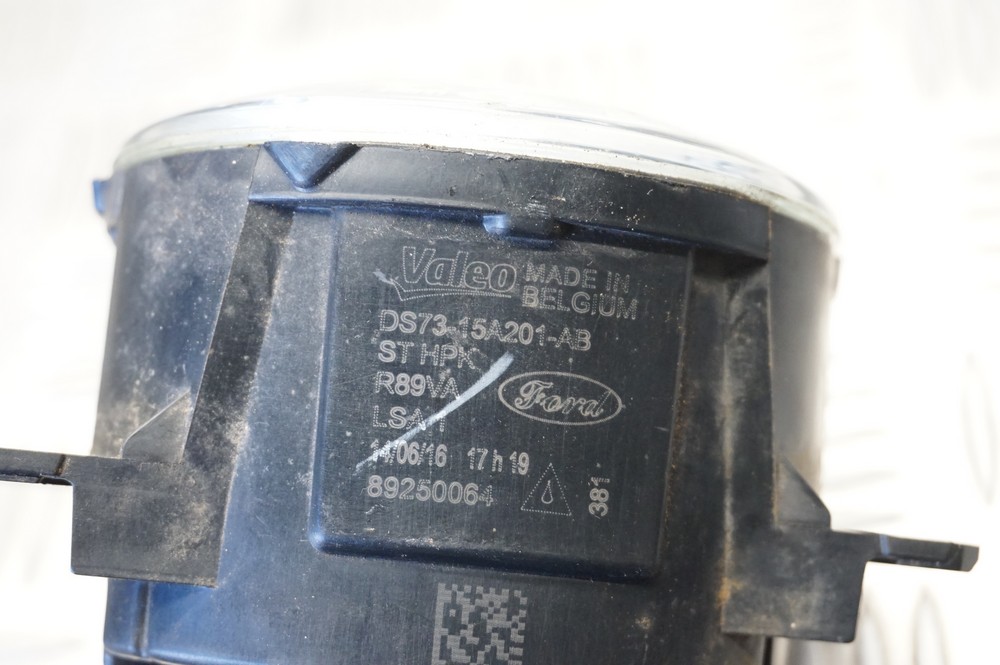 Valeo MADE IN
BELGIUM
DS73-15A201-AB
ST HPK
R89VA
Ford
14/06/16 17 h 19
89250064
381